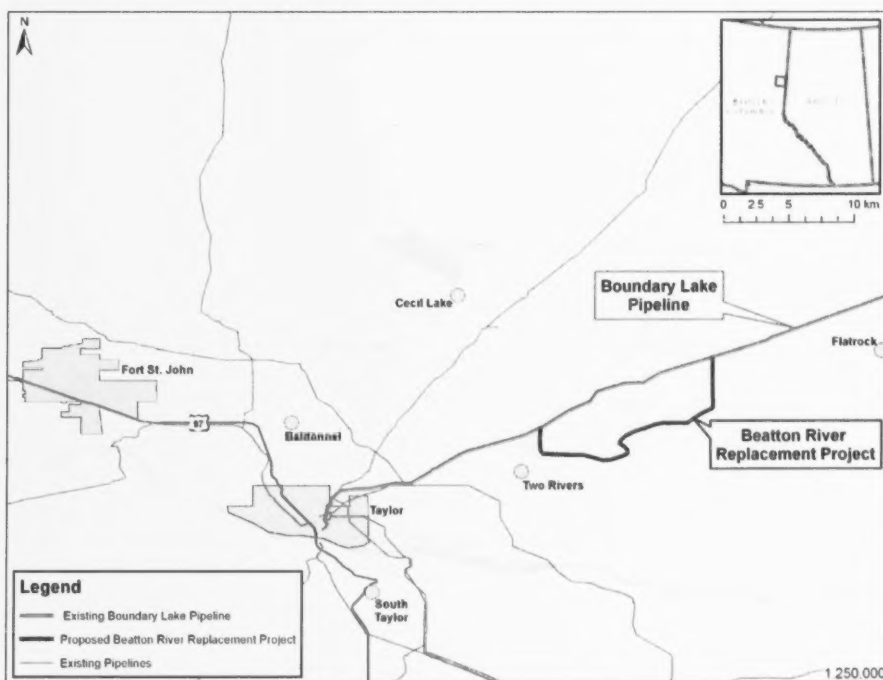 N
0 2.5 5 10 km
Cecil Lake
Boundary Lake
Pipeline
Flatrock
Fort St. John
97
Baldonnel
Beatton River
Replacement Project
Two Rivers
Taylor
South
Taylor
Legend
Existing Boundary Lake Pipeline
Proposed Beatton River Replacement Project
Existing Pipelines
1 250.000